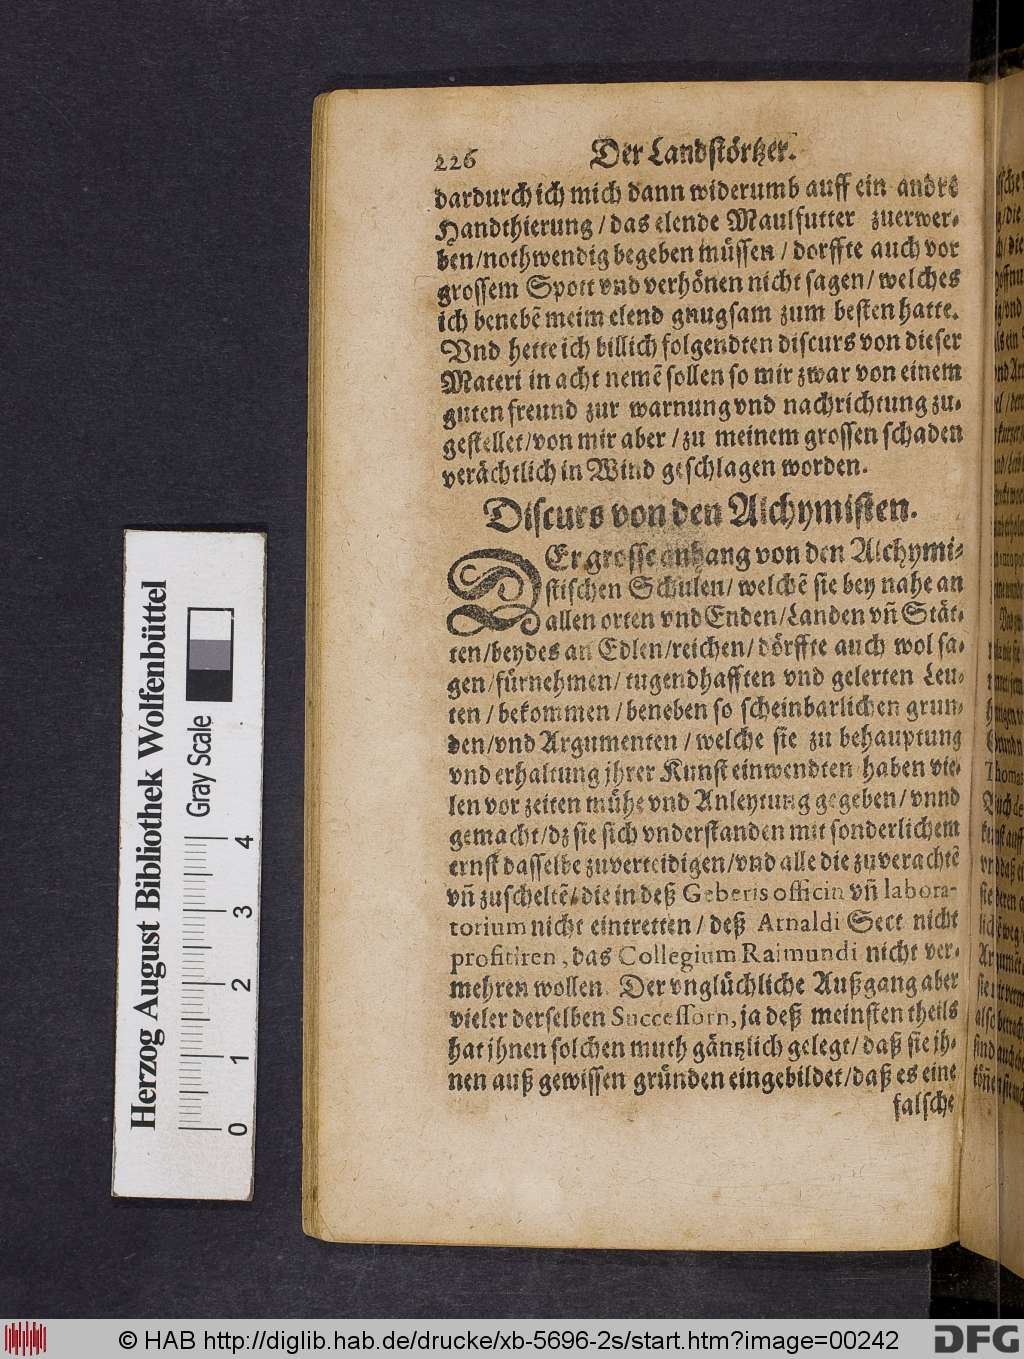 226 Der Landstörtzer.
dardurch ich mich dann widerumb auff ein andre
Handthierung / das elende Maulfutter zuerwer-
ben / nothwendig begeben müssen / dorffte auch vor
grossem Spott vnd verhönen nicht sagen / welches
ich benebẽ meim elend gnugsam zum besten hatte.
Vnd hette ich billich folgendten discurs von dieser
Materi in acht nemẽ sollen so mir zwar von einem
guten freund zur warnung vnd nachrichtung zu-
gestellet / von mir aber / zu meinem grossen schaden
verächtlich in Wind geschlagen worden.
Discurs von den Alchymisten.
DEr grosse anhang von den Alchymi-
stischen Schulen / welchẽ sie bey nahe an
allen orten vnd Enden / Landen vñ Stät-
ten / beydes an Edlen / reichen / dörffte auch wol sa-
gen / fürnehmen / tugendhafften vnd gelerten Leu-
ten / bekommen / beneben so scheinbarlichen grun-
den / vnd Argumenten / welche sie zu behauptung
vnd erhaltung jhrer Kunst einwendten haben vie-
len vor zeiten mühe vnd Anleytung gegeben / vnnd
gemacht / dz sie sich vnderstanden mit sonderlichem
ernst dasselbe zuverteidigen / vnd alle die zuverachtẽ
vñ zuscheltẽ / die in deß Geberis officin vñ labora-
torium nicht eintretten / deß Arnaldi Sect nicht
profitiren, das Collegium Raimundi nicht ver-
mehren wollen. Der vnglüchliche Außgang aber
vieler derselben Successorn, ja deß meinsten theils
hat jhnen solchen muth gäntzlich gelegt / daß sie jh-
nen auß gewissen gründen eingebildet / daß es eine
falsche
Herzog August Bibliothek Wolfenbüttel
Gray Scale
0 1 2 3 4
© HAB http://diglib.hab.de/drucke/xb-5696-2s/start.htm?image=00242
DFG